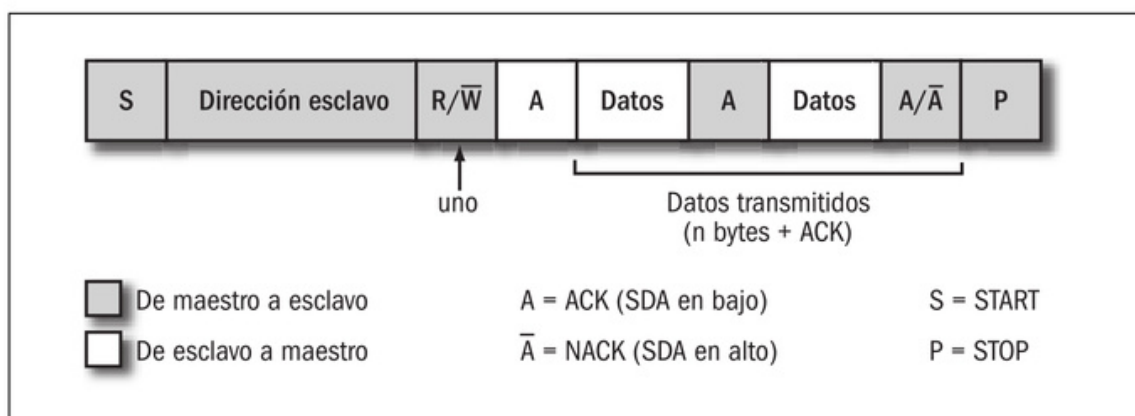 S Dirección esclavo R/W̅ A Datos A Datos A/A̅ P
uno
Datos transmitidos
(n bytes + ACK)
De maestro a esclavo A = ACK (SDA en bajo) S = START
De esclavo a maestro A̅ = NACK (SDA en alto) P = STOP